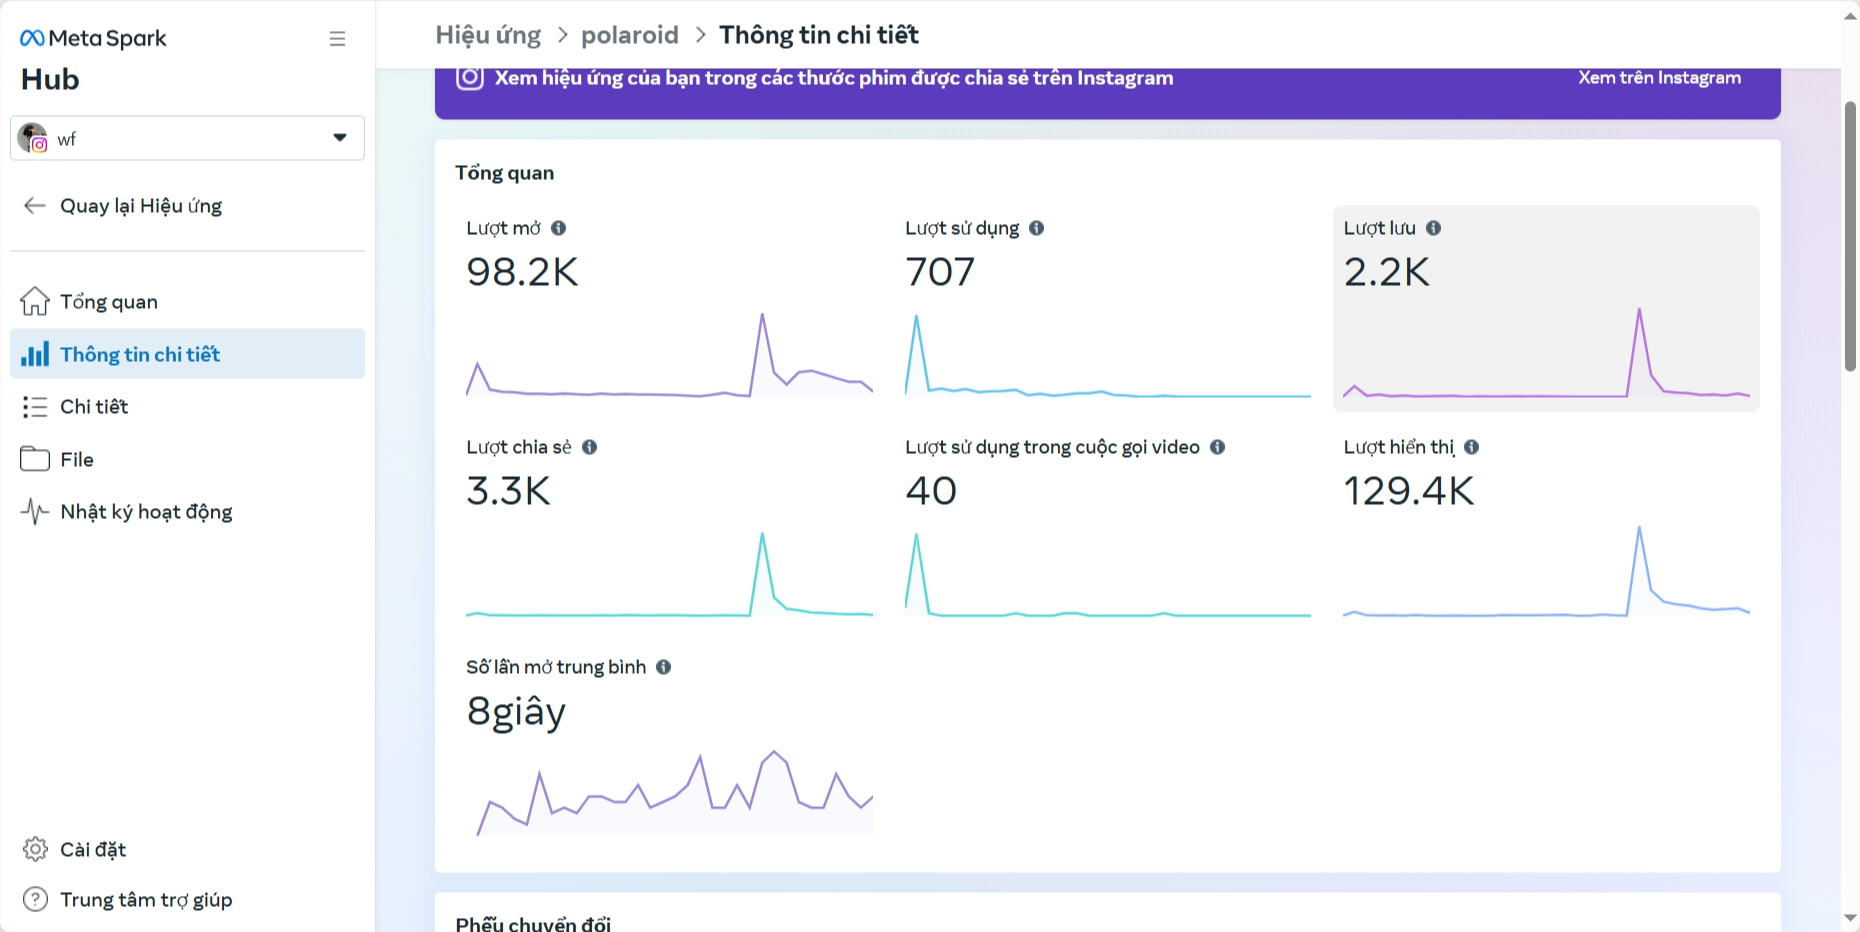 Meta Spark
Hub
wf
Quay lại Hiệu ứng
Tổng quan
Thông tin chi tiết
Chi tiết
File
Nhật ký hoạt động
Cài đặt
Trung tâm trợ giúp
Hiệu ứng > polaroid > Thông tin chi tiết
Xem hiệu ứng của bạn trong các thước phim được chia sẻ trên Instagram
Xem trên Instagram
Tổng quan
Lượt mở
98.2K
Lượt sử dụng
707
Lượt lưu
2.2K
Lượt chia sẻ
3.3K
Lượt sử dụng trong cuộc gọi video
40
Lượt hiển thị
129.4K
Số lần mở trung bình
8giây
Phễu chuyển đổi